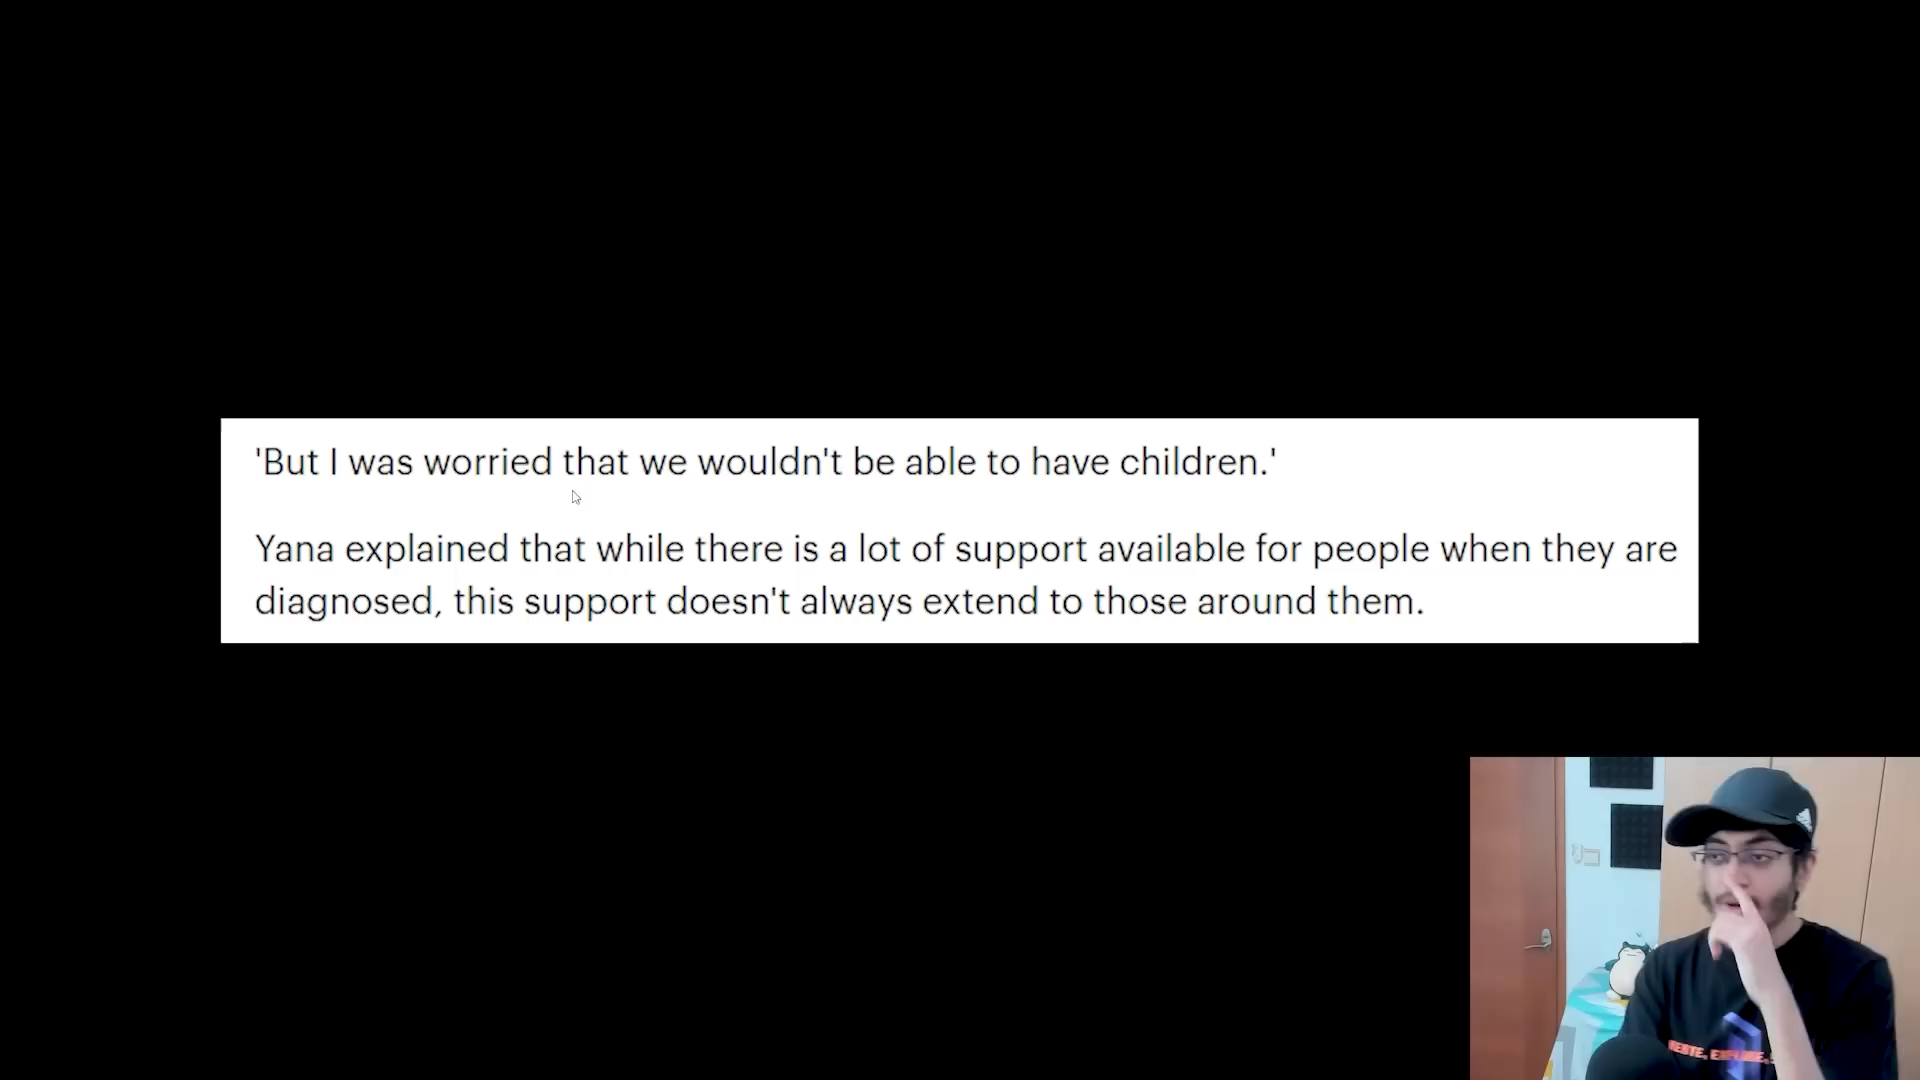 'But I was worried that we wouldn't be able to have children.'
Yana explained that while there is a lot of support available for people when they are
diagnosed, this support doesn't always extend to those around them.